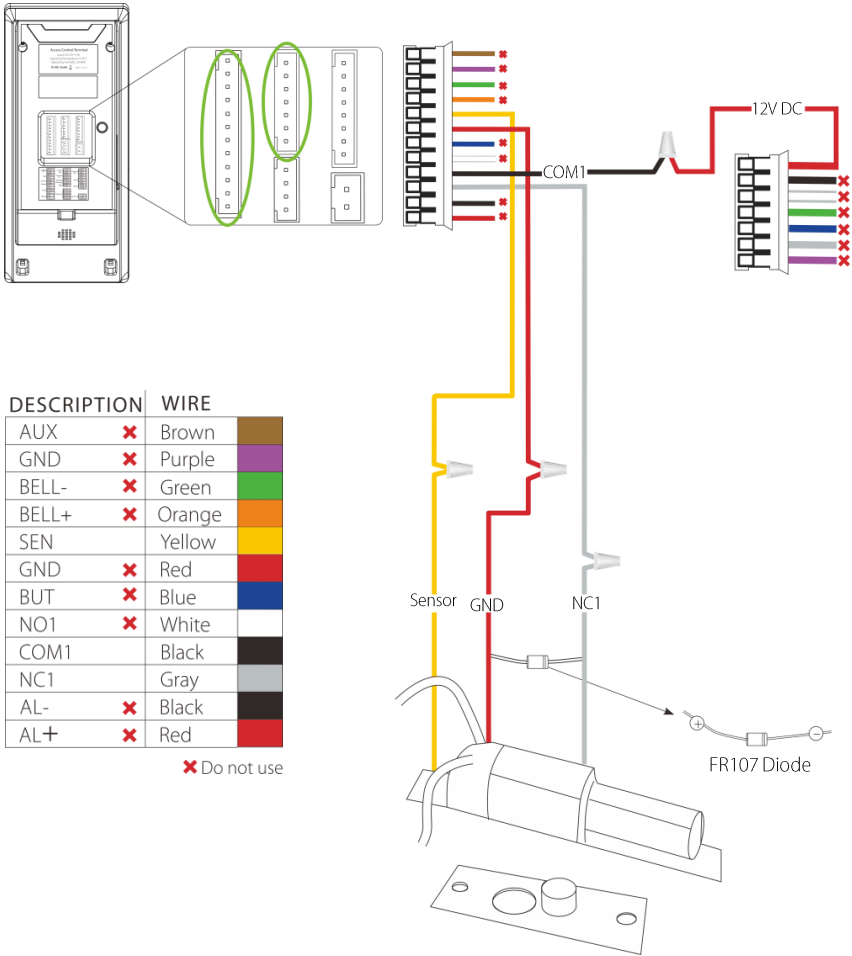 Access Control Terminal
12V DC
COM1
DESCRIPTION WIRE
AUX Brown
GND Purple
BELL- Green
BELL+ Orange
SEN Yellow
GND Red
BUT Blue
NO1 White
COM1 Black
NC1 Gray
AL- Black
AL+ Red
Do not use
Sensor
GND
NC1
+
−
FR107 Diode